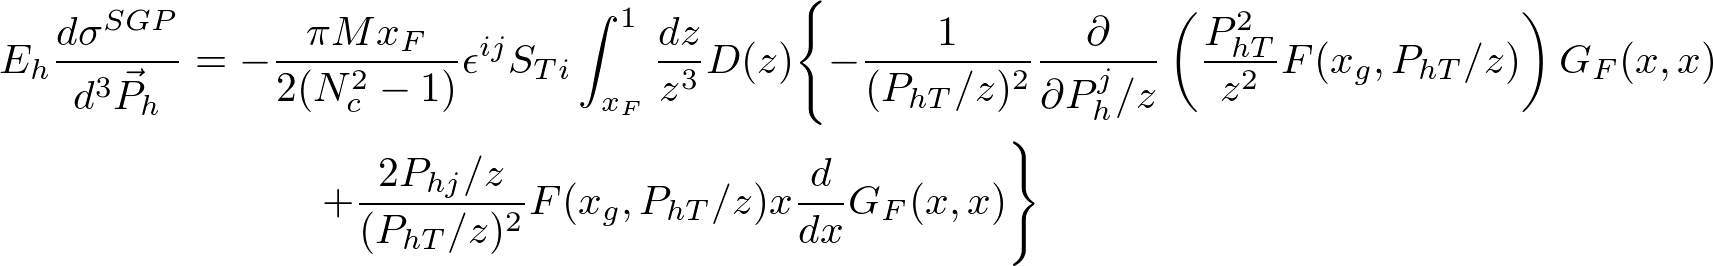 E_h \frac{d\sigma^{SGP}}{d^3\vec{P}_h} = -\frac{\pi M x_F}{2(N_c^2 - 1)} \epsilon^{ij} S_{Ti} \int_{x_F}^1 \frac{dz}{z^3} D(z) \Bigg\{ -\frac{1}{(P_{hT}/z)^2} \frac{\partial}{\partial P_h^j/z} \left( \frac{P_{hT}^2}{z^2} F(x_g, P_{hT}/z) \right) G_F(x, x)
+ \frac{2P_{hj}/z}{(P_{hT}/z)^2} F(x_g, P_{hT}/z) x \frac{d}{dx} G_F(x, x) \Bigg\}